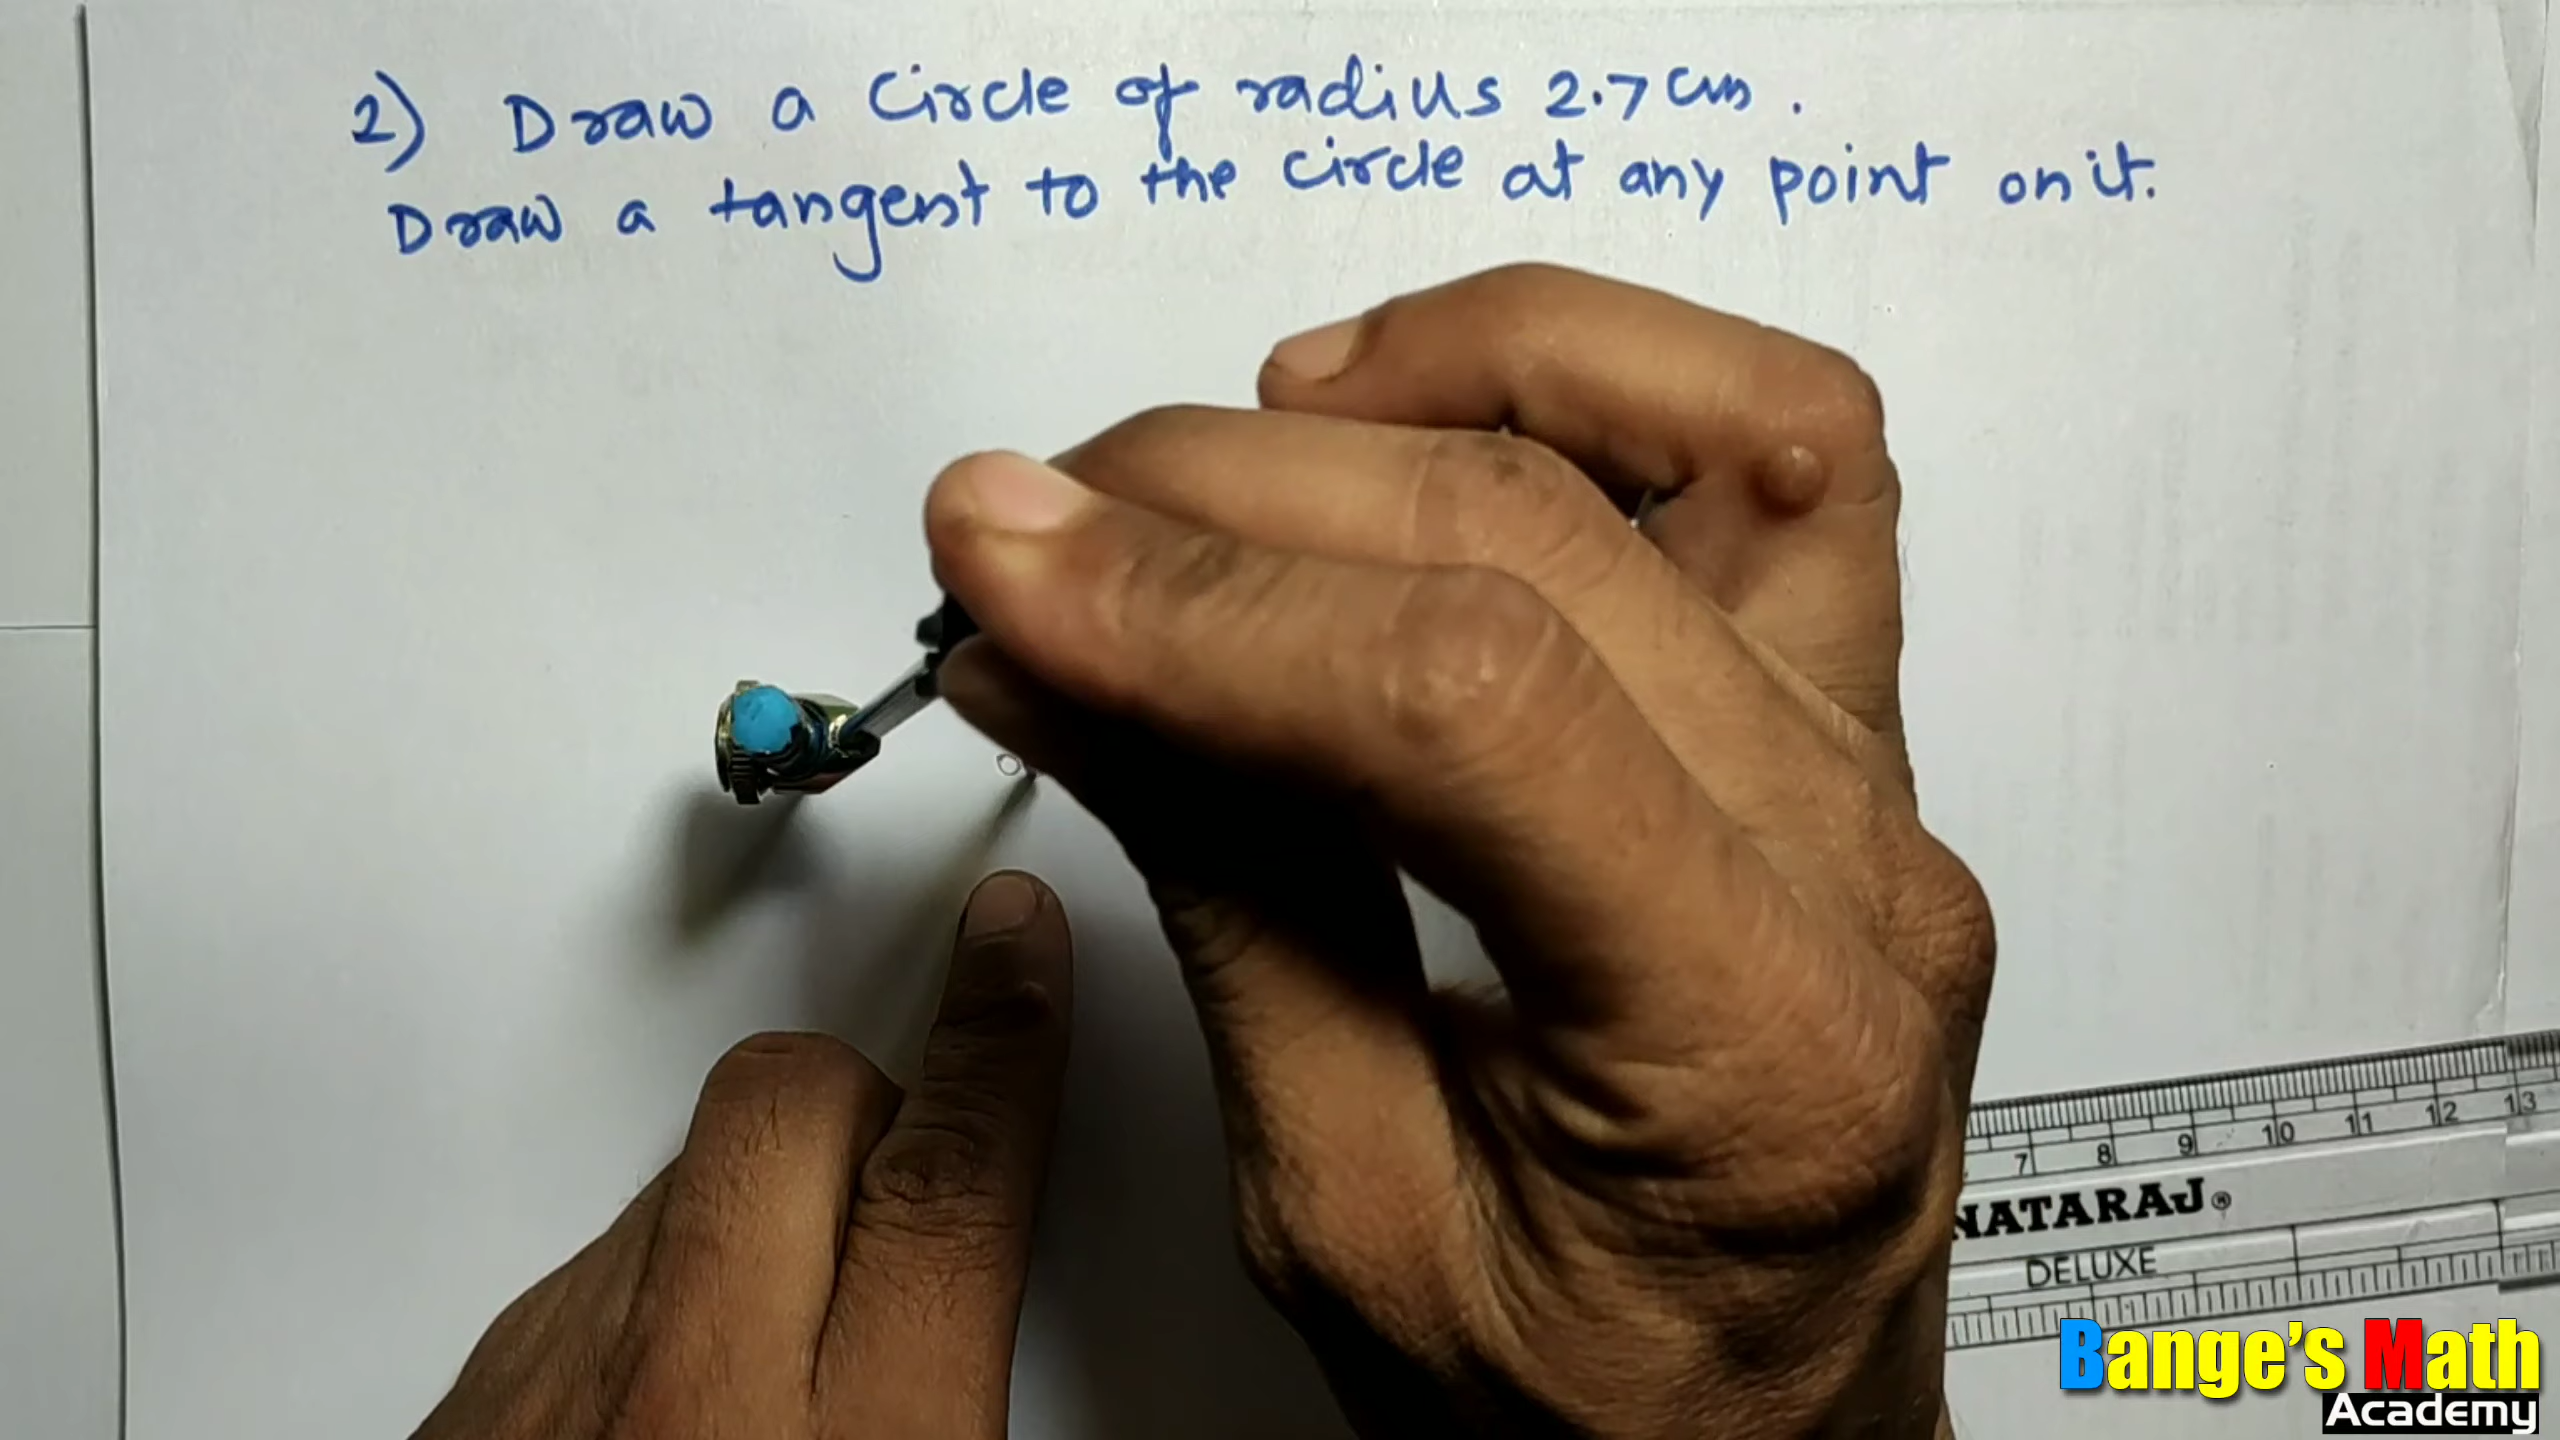 2) Draw a circle of radius 2.7 cm.
Draw a tangent to the circle at any point on it.
O
7 8 9 10 11 12 13
NATARAJ®
DELUXE
Bange's Math
Academy